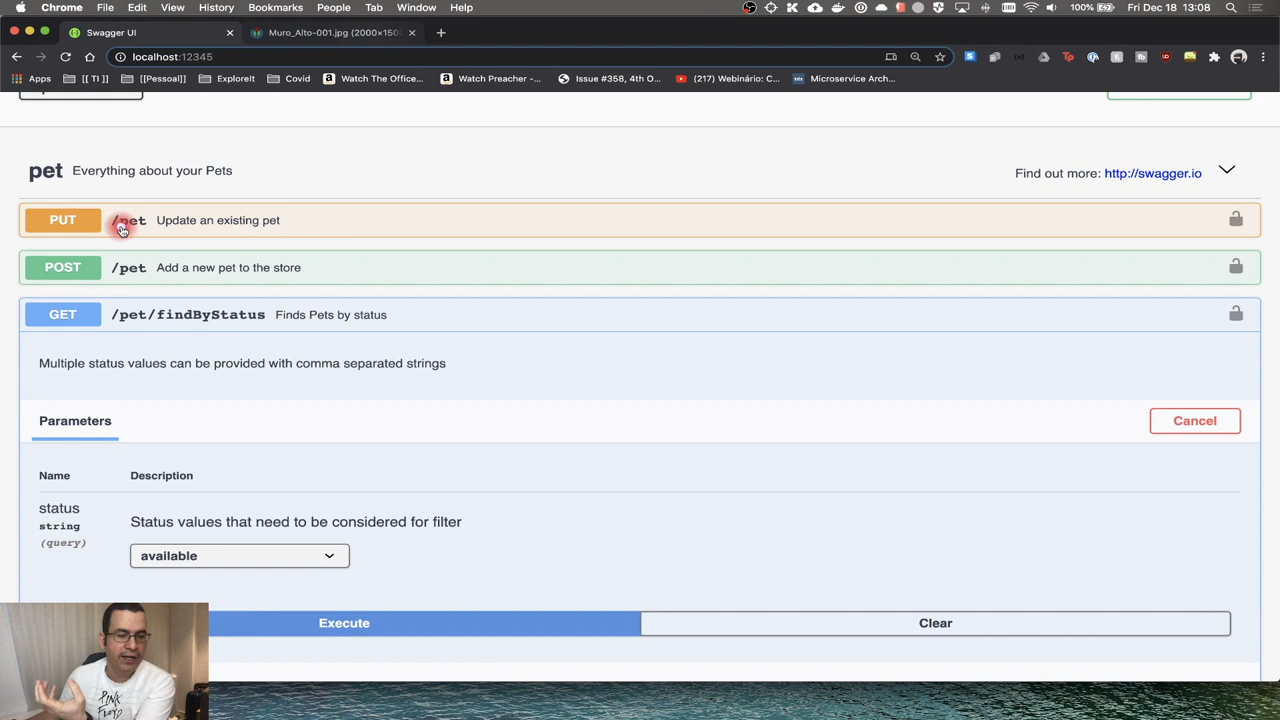 Chrome File Edit View History Bookmarks People Tab Window Help 100% Fri Dec 18 13:08
Swagger UI Muro_Alto-001.jpg (2000×150
localhost:12345
Apps [[ TI ]] [[Pessoal]] ExploreIt Covid Watch The Office... Watch Preacher -... Issue #358, 4th O... (217) Webinário: C... Microservice Arch...
pet Everything about your Pets Find out more: http://swagger.io
PUT /pet Update an existing pet
POST /pet Add a new pet to the store
GET /pet/findByStatus Finds Pets by status
Multiple status values can be provided with comma separated strings
Parameters Cancel
Name Description
status
string
(query)
Status values that need to be considered for filter
available
Execute Clear
PINK
FLOYD